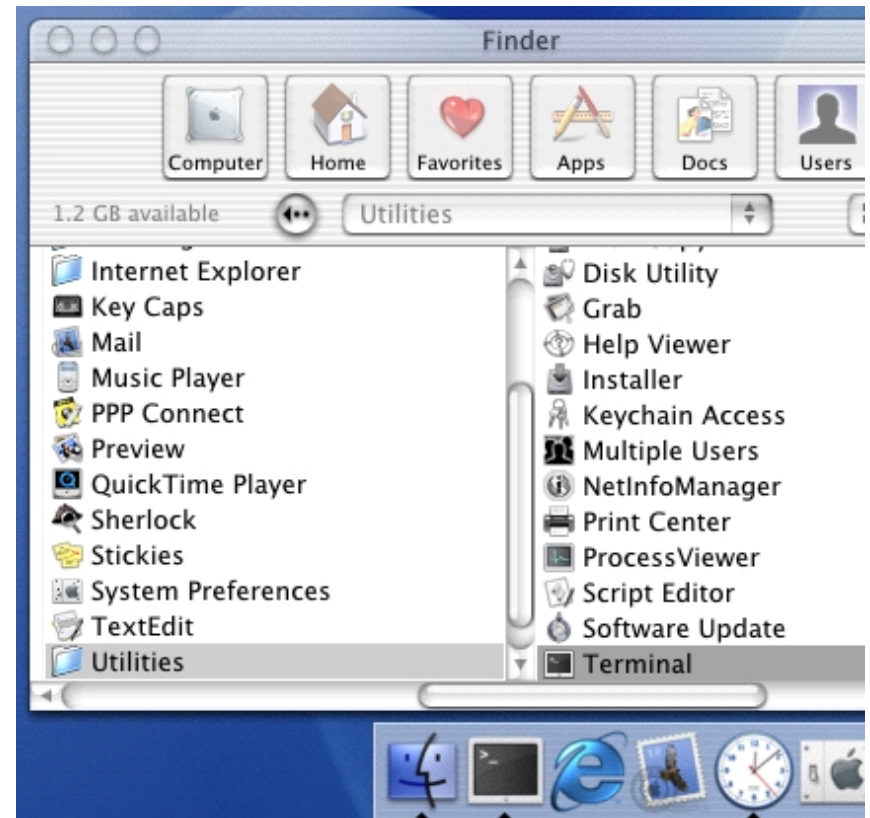 Finder
Computer
Home
Favorites
Apps
Docs
Users
1.2 GB available
Utilities
Internet Explorer
Key Caps
Mail
Music Player
PPP Connect
Preview
QuickTime Player
Sherlock
Stickies
System Preferences
TextEdit
Utilities
Disk Utility
Grab
Help Viewer
Installer
Keychain Access
Multiple Users
NetInfoManager
Print Center
ProcessViewer
Script Editor
Software Update
Terminal